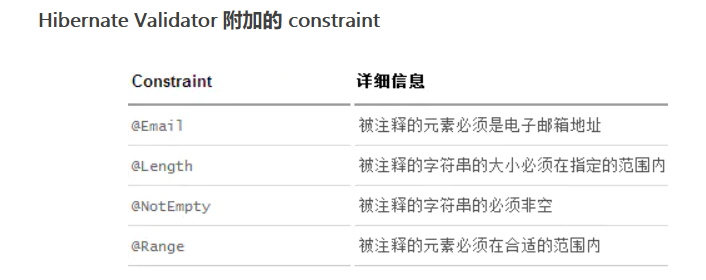 Hibernate Validator 附加的 constraint
Constraint 详细信息
@Email 被注释的元素必须是电子邮箱地址
@Length 被注释的字符串的大小必须在指定的范围内
@NotEmpty 被注释的字符串的必须非空
@Range 被注释的元素必须在合适的范围内